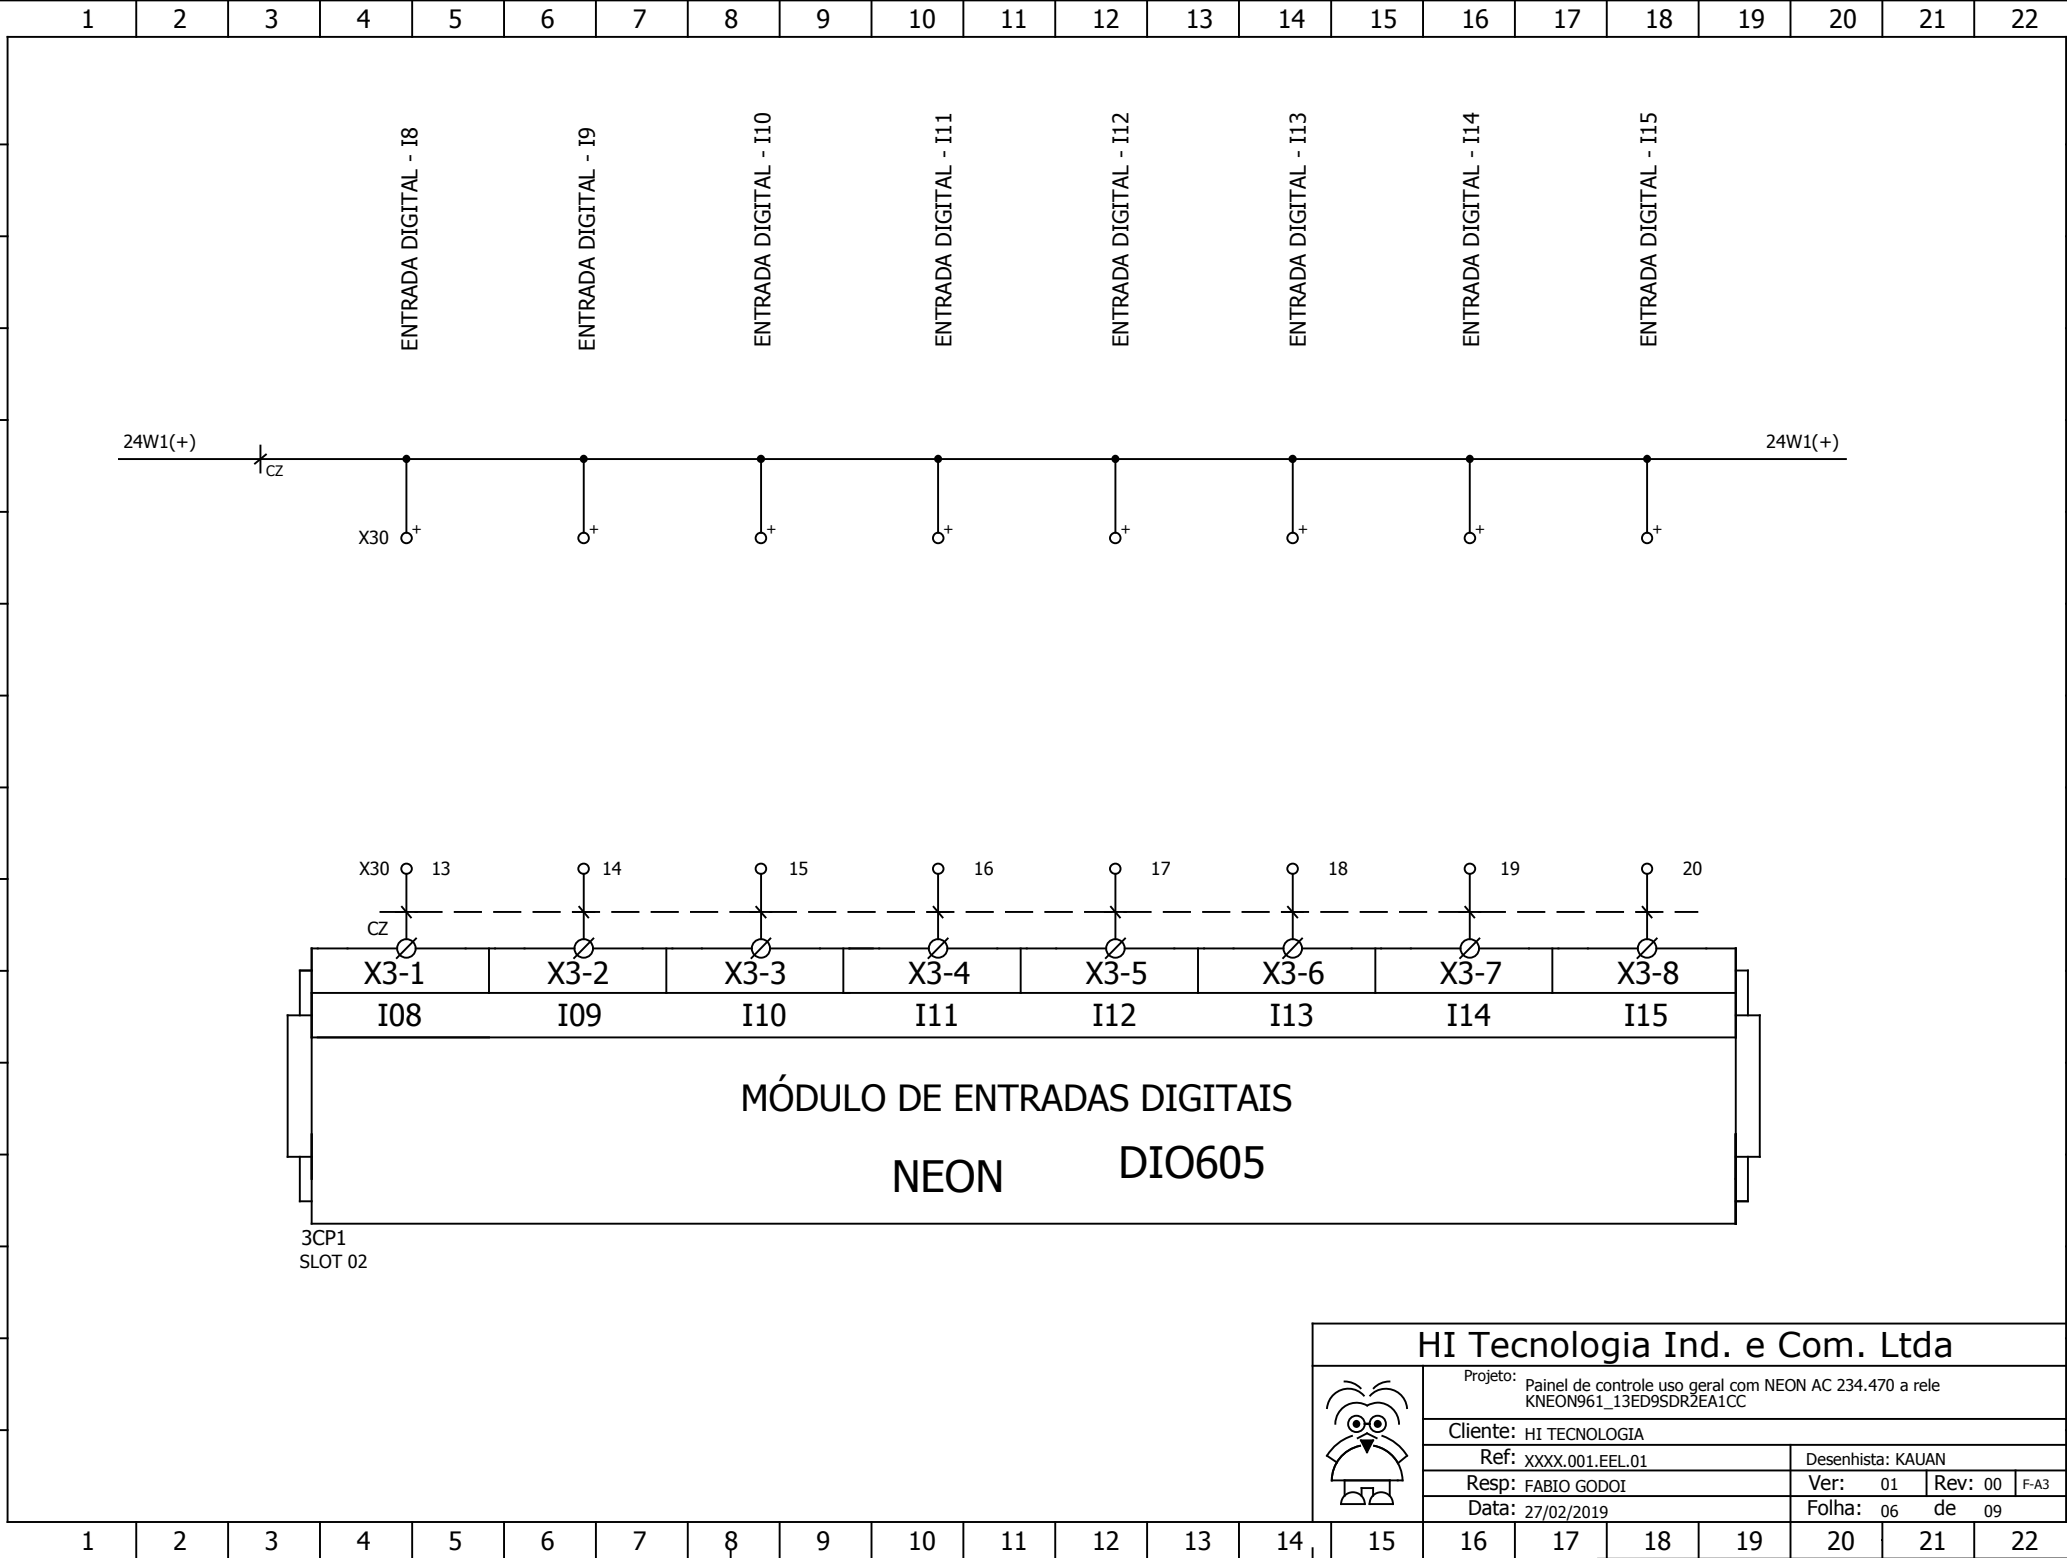 1 2 3 4 5 6 7 8 9 10 11 12 13 14 15 16 17 18 19 20 21 22
ENTRADA DIGITAL - I8
ENTRADA DIGITAL - I9
ENTRADA DIGITAL - I10
ENTRADA DIGITAL - I11
ENTRADA DIGITAL - I12
ENTRADA DIGITAL - I13
ENTRADA DIGITAL - I14
ENTRADA DIGITAL - I15
24W1(+) 24W1(+)
CZ
X30 + + + + + + + +
X30 13 14 15 16 17 18 19 20
CZ
X3-1 X3-2 X3-3 X3-4 X3-5 X3-6 X3-7 X3-8
I08 I09 I10 I11 I12 I13 I14 I15
MÓDULO DE ENTRADAS DIGITAIS
NEON DIO605
3CP1
SLOT 02
HI Tecnologia Ind. e Com. Ltda
Projeto: Painel de controle uso geral com NEON AC 234.470 a rele
KNEON961_13ED9SDR2EA1CC
Cliente: HI TECNOLOGIA
Ref: XXXX.001.EEL.01 Desenhista: KAUAN
Resp: FABIO GODOI Ver: 01 Rev: 00 F-A3
Data: 27/02/2019 Folha: 06 de 09
1 2 3 4 5 6 7 8 9 10 11 12 13 14 15 16 17 18 19 20 21 22